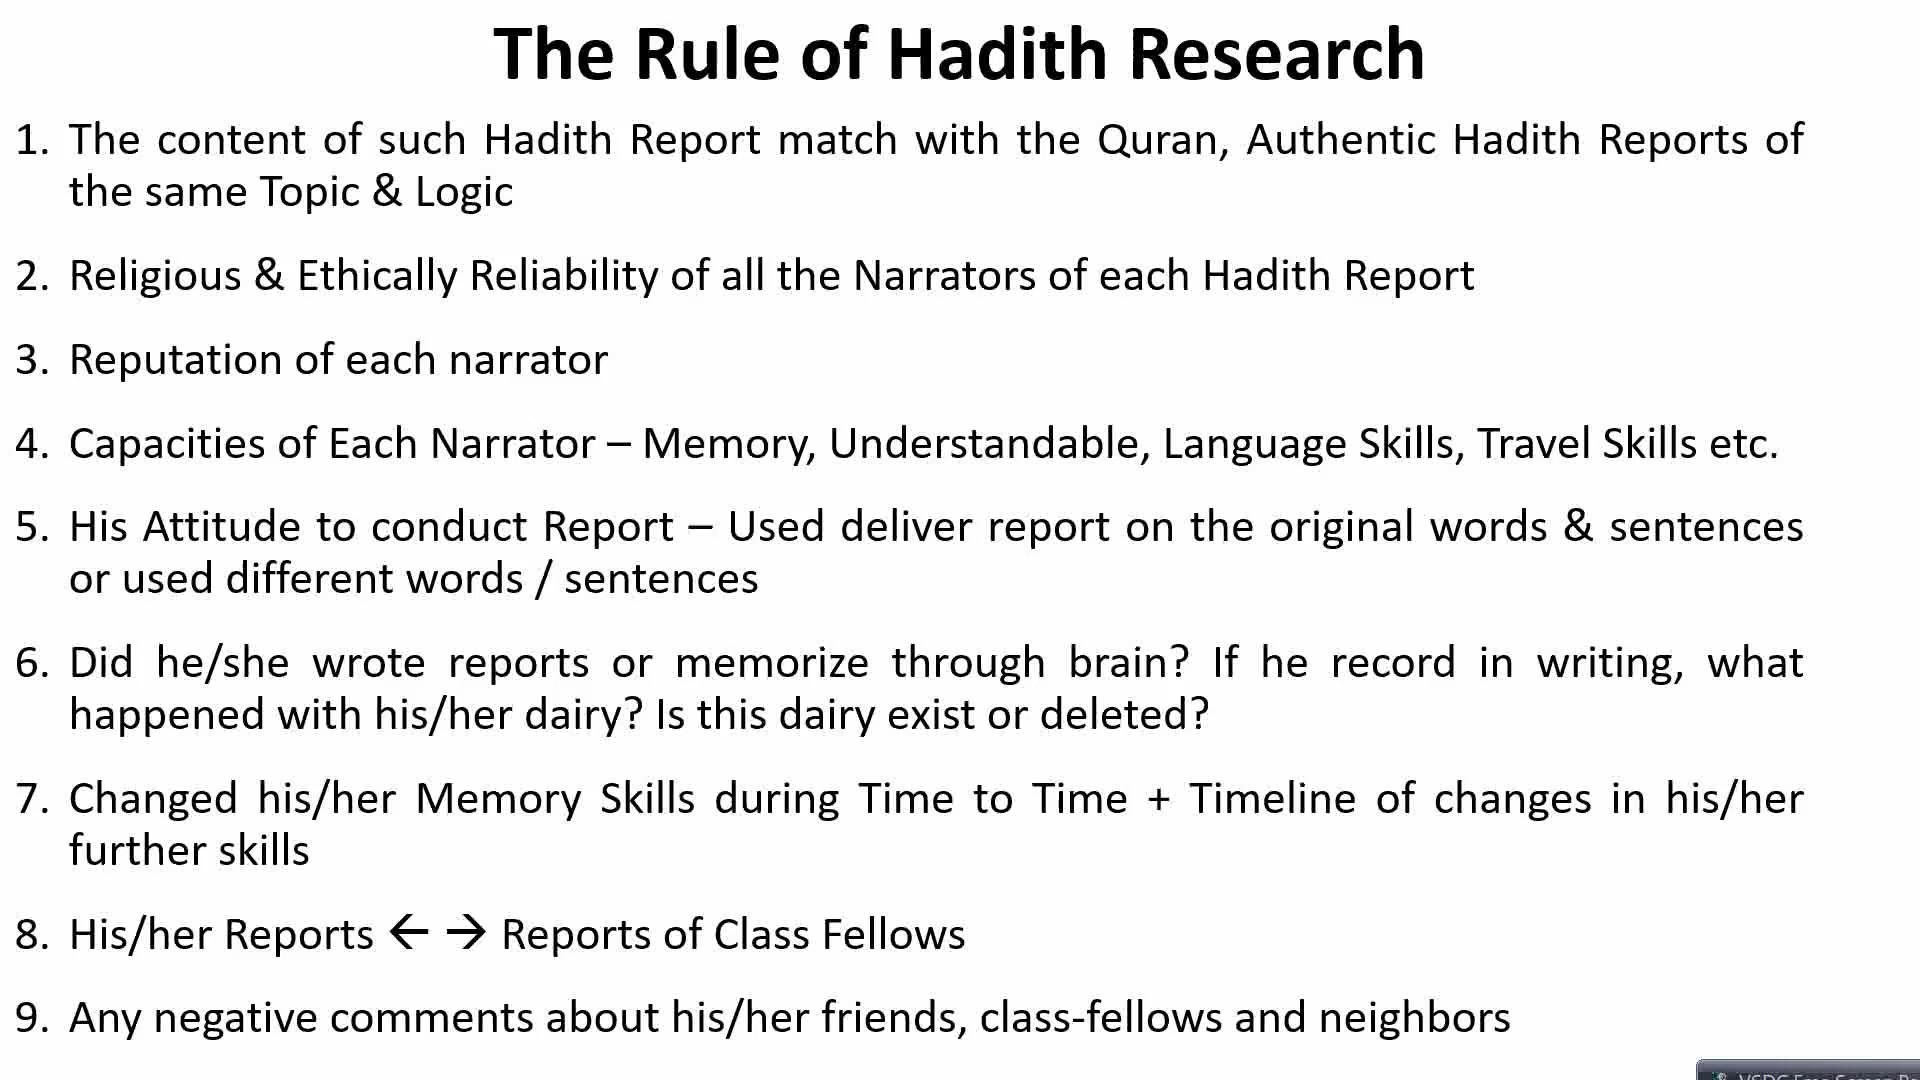 The Rule of Hadith Research
1. The content of such Hadith Report match with the Quran, Authentic Hadith Reports of
the same Topic & Logic
2. Religious & Ethically Reliability of all the Narrators of each Hadith Report
3. Reputation of each narrator
4. Capacities of Each Narrator – Memory, Understandable, Language Skills, Travel Skills etc.
5. His Attitude to conduct Report – Used deliver report on the original words & sentences
or used different words / sentences
6. Did he/she wrote reports or memorize through brain? If he record in writing, what
happened with his/her dairy? Is this dairy exist or deleted?
7. Changed his/her Memory Skills during Time to Time + Timeline of changes in his/her
further skills
8. His/her Reports ← → Reports of Class Fellows
9. Any negative comments about his/her friends, class-fellows and neighbors